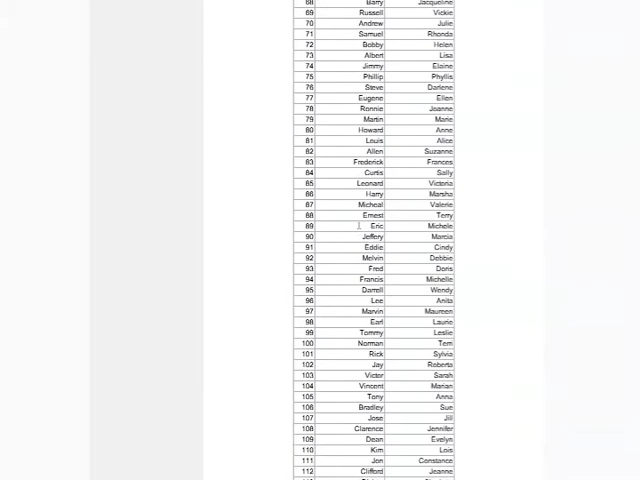 68 Barry Jacqueline
69 Russell Vickie
70 Andrew Julie
71 Samuel Rhonda
72 Bobby Helen
73 Albert Lisa
74 Jimmy Elaine
75 Phillip Phyllis
76 Steve Darlene
77 Eugene Ellen
78 Ronnie Joanne
79 Martin Marie
80 Howard Anne
81 Louis Alice
82 Allen Suzanne
83 Frederick Frances
84 Curtis Sally
85 Leonard Victoria
86 Harry Marsha
87 Micheal Valerie
88 Ernest Terry
89 Eric Michele
90 Jeffery Marcia
91 Eddie Cindy
92 Melvin Debbie
93 Fred Doris
94 Francis Michelle
95 Darrell Wendy
96 Lee Anita
97 Marvin Maureen
98 Earl Laurie
99 Tommy Leslie
100 Norman Terri
101 Rick Sylvia
102 Jay Roberta
103 Victor Sarah
104 Vincent Marian
105 Tony Anna
106 Bradley Sue
107 Jose Jill
108 Clarence Jennifer
109 Dean Evelyn
110 Kim Lois
111 Jon Constance
112 Clifford Jeanne